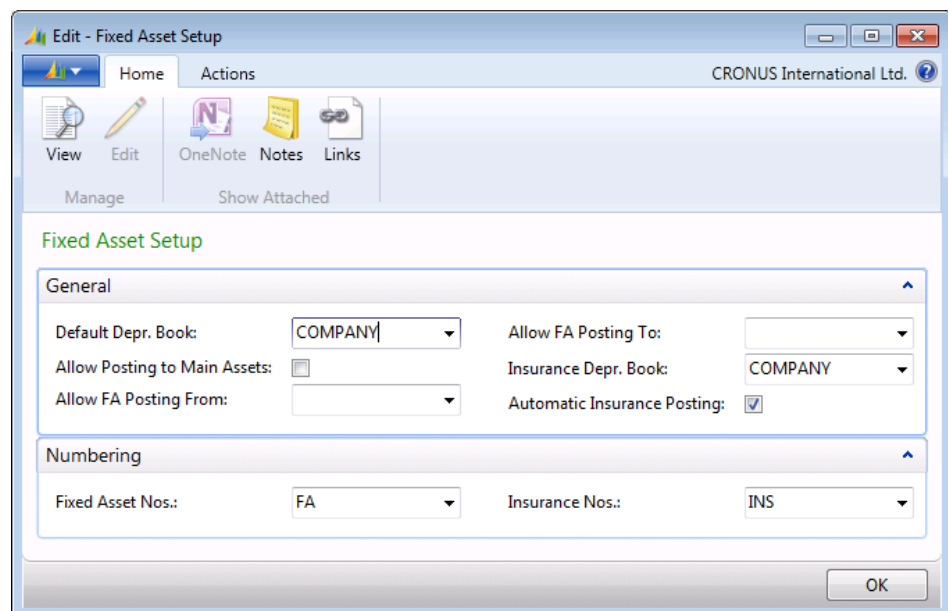 Edit - Fixed Asset Setup
Home Actions CRONUS International Ltd.
View Edit OneNote Notes Links
Manage Show Attached
Fixed Asset Setup
General
Default Depr. Book: COMPANY Allow FA Posting To:
Allow Posting to Main Assets: Insurance Depr. Book: COMPANY
Allow FA Posting From: Automatic Insurance Posting:
Numbering
Fixed Asset Nos.: FA Insurance Nos.: INS
OK